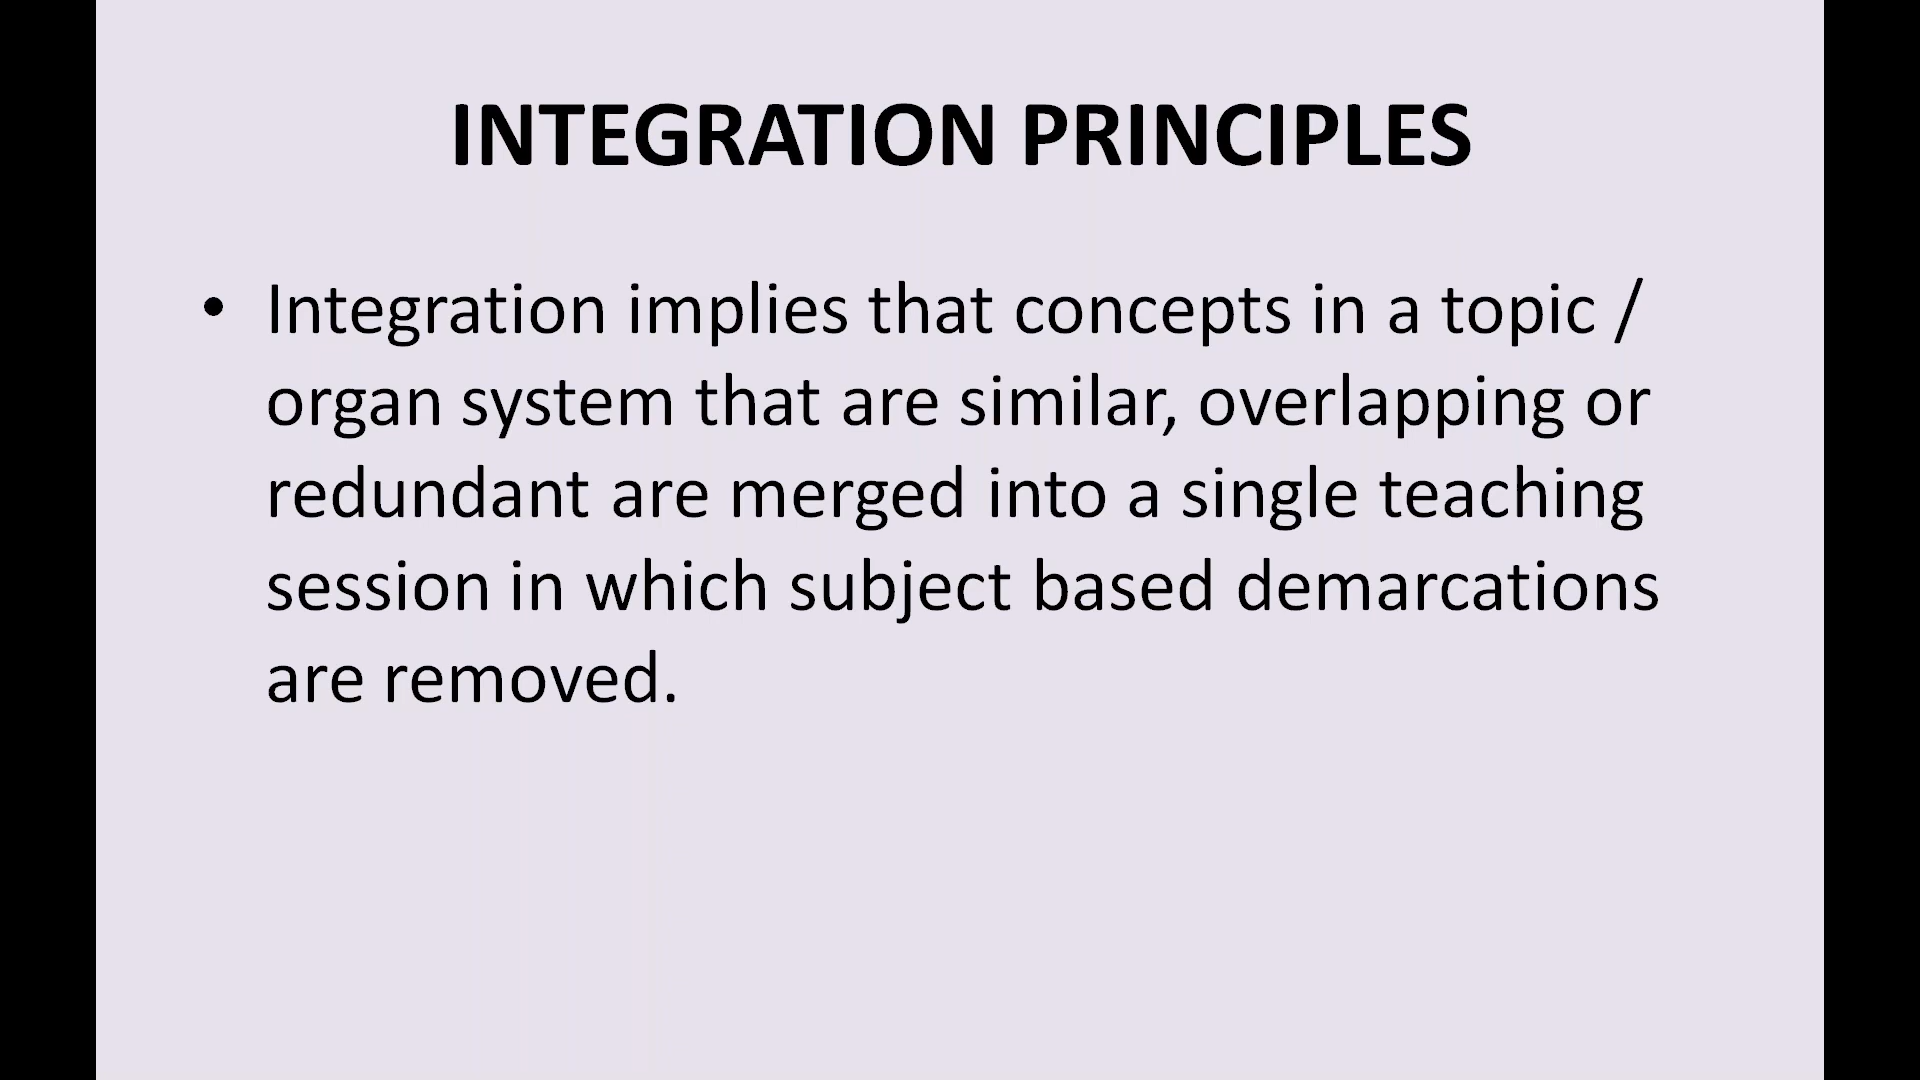 INTEGRATION PRINCIPLES
• Integration implies that concepts in a topic /
organ system that are similar, overlapping or
redundant are merged into a single teaching
session in which subject based demarcations
are removed.